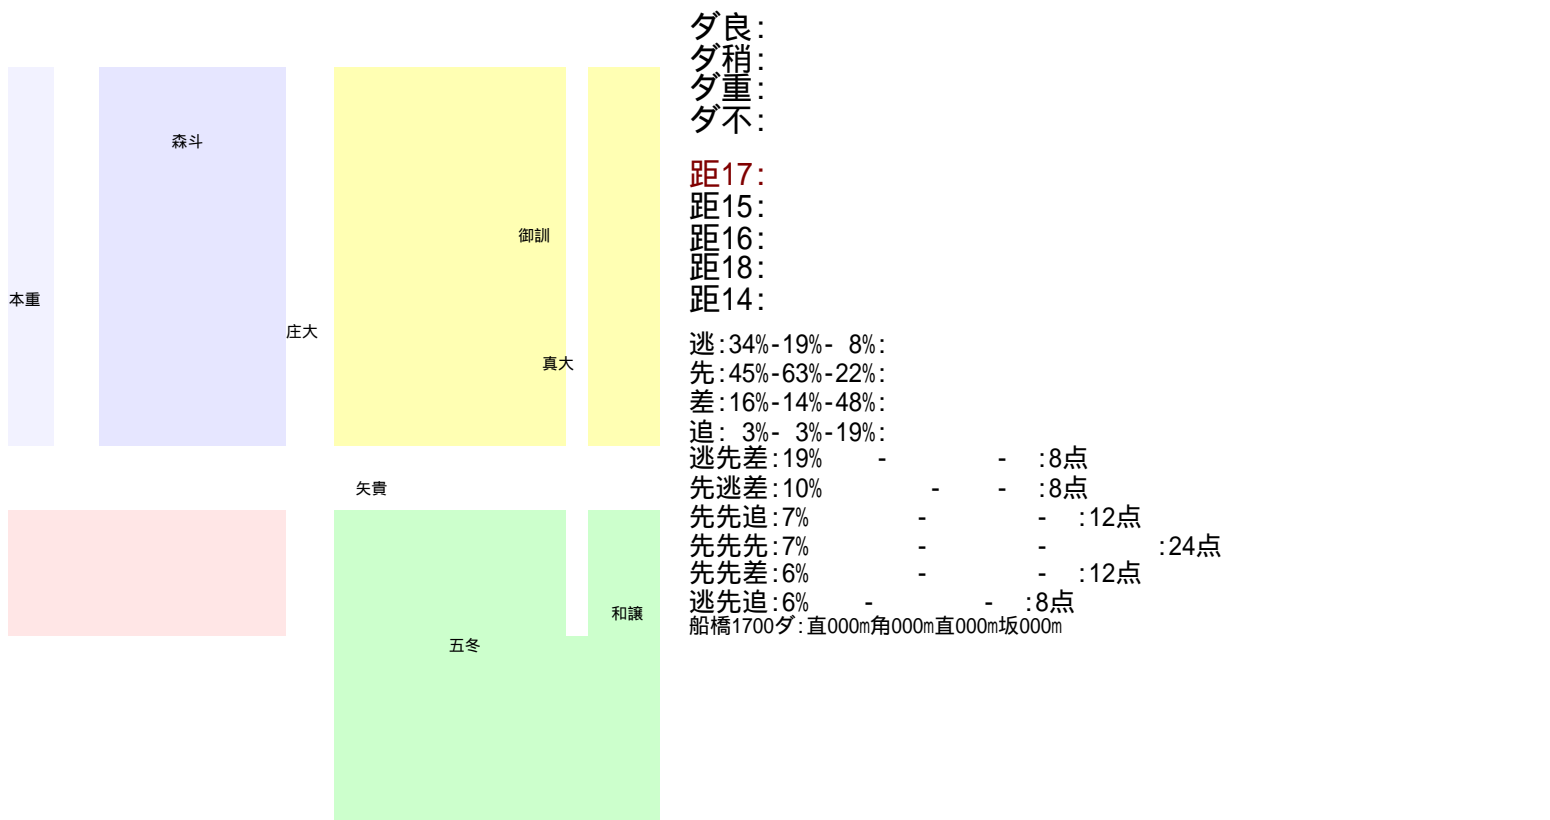 森斗
御訓
本重
庄大
真大
矢貴
和譲
五冬
ダ良:
ダ稍:
ダ重:
ダ不:
距17:
距15:
距16:
距18:
距14:
逃:34%-19%- 8%:
先:45%-63%-22%:
差:16%-14%-48%:
追: 3%- 3%-19%:
逃先差:19% - - :8点
先逃差:10% - - :8点
先先追:7% - - :12点
先先先:7% - - :24点
先先差:6% - - :12点
逃先追:6% - - :8点
船橋1700ダ:直000m角000m直000m坂000m